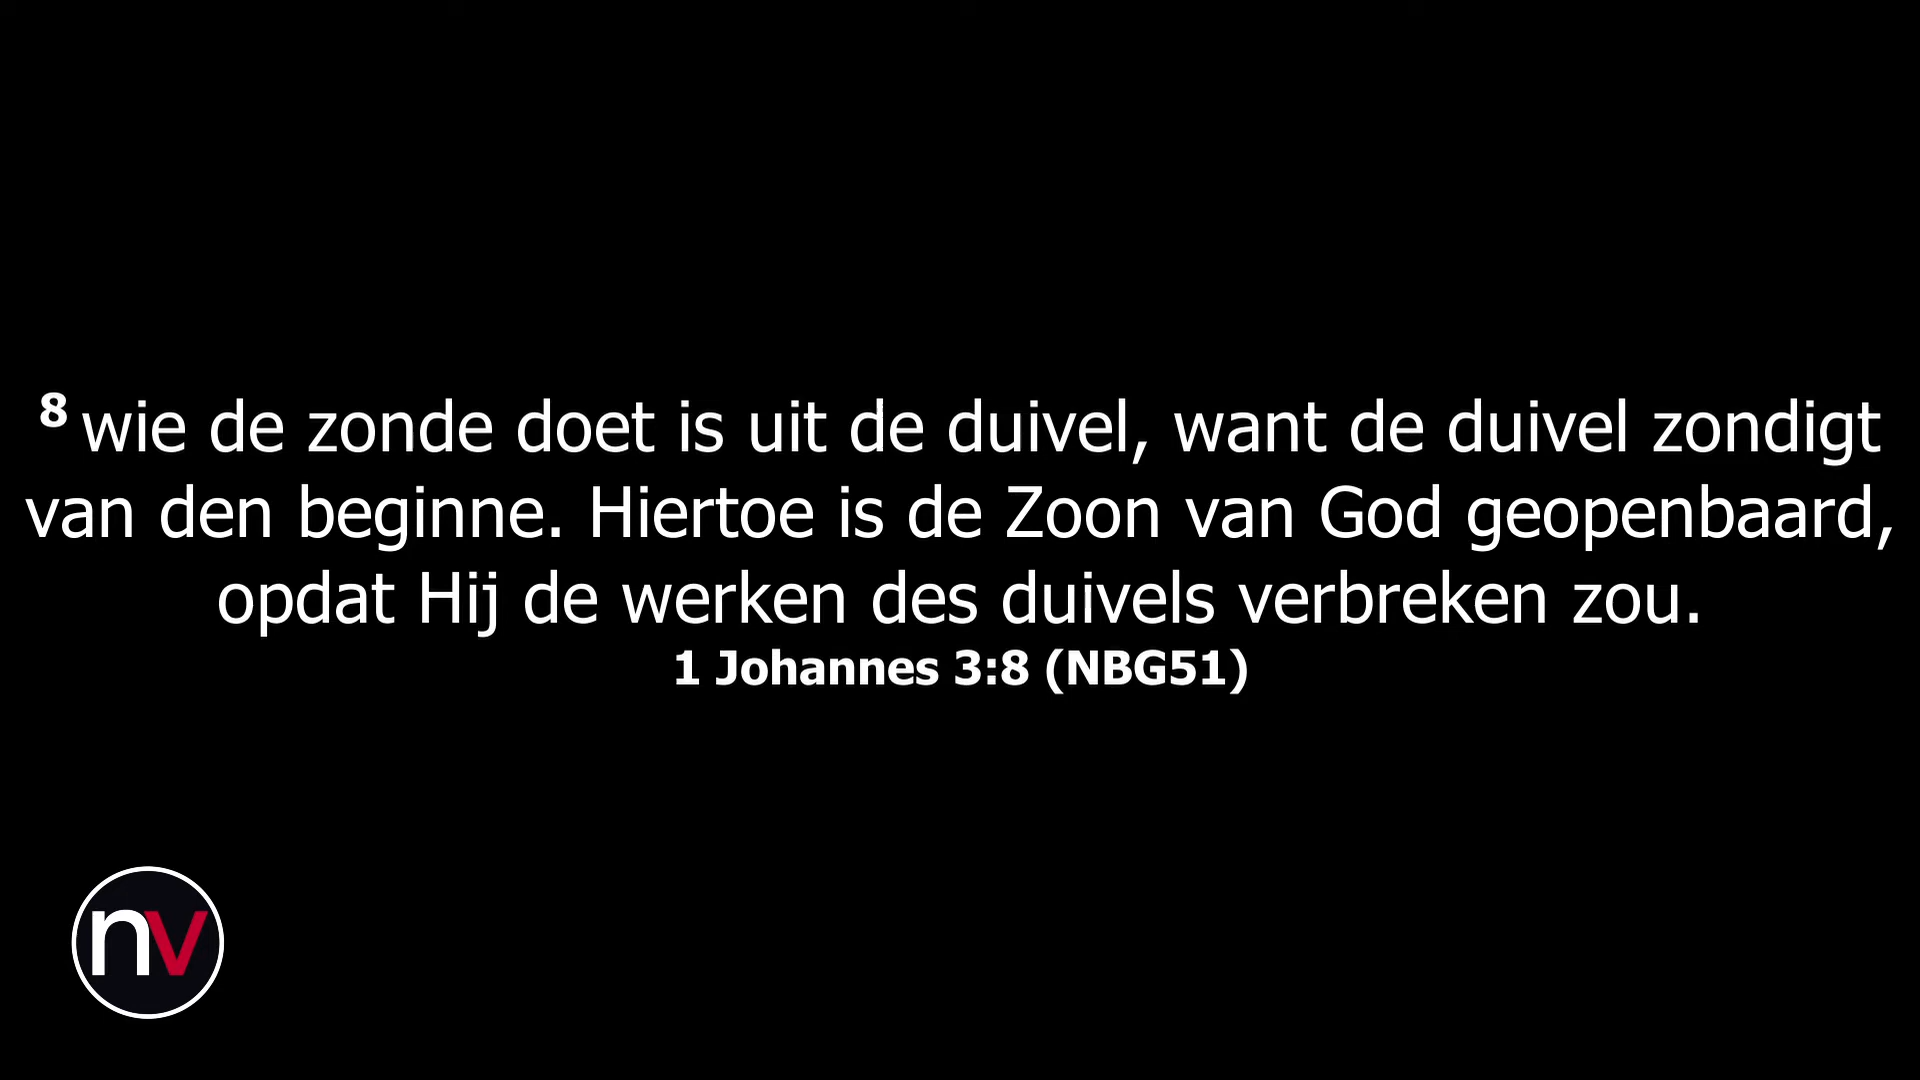 8 wie de zonde doet is uit de duivel, want de duivel zondigt
van den beginne. Hiertoe is de Zoon van God geopenbaard,
opdat Hij de werken des duivels verbreken zou.
1 Johannes 3:8 (NBG51)
nv